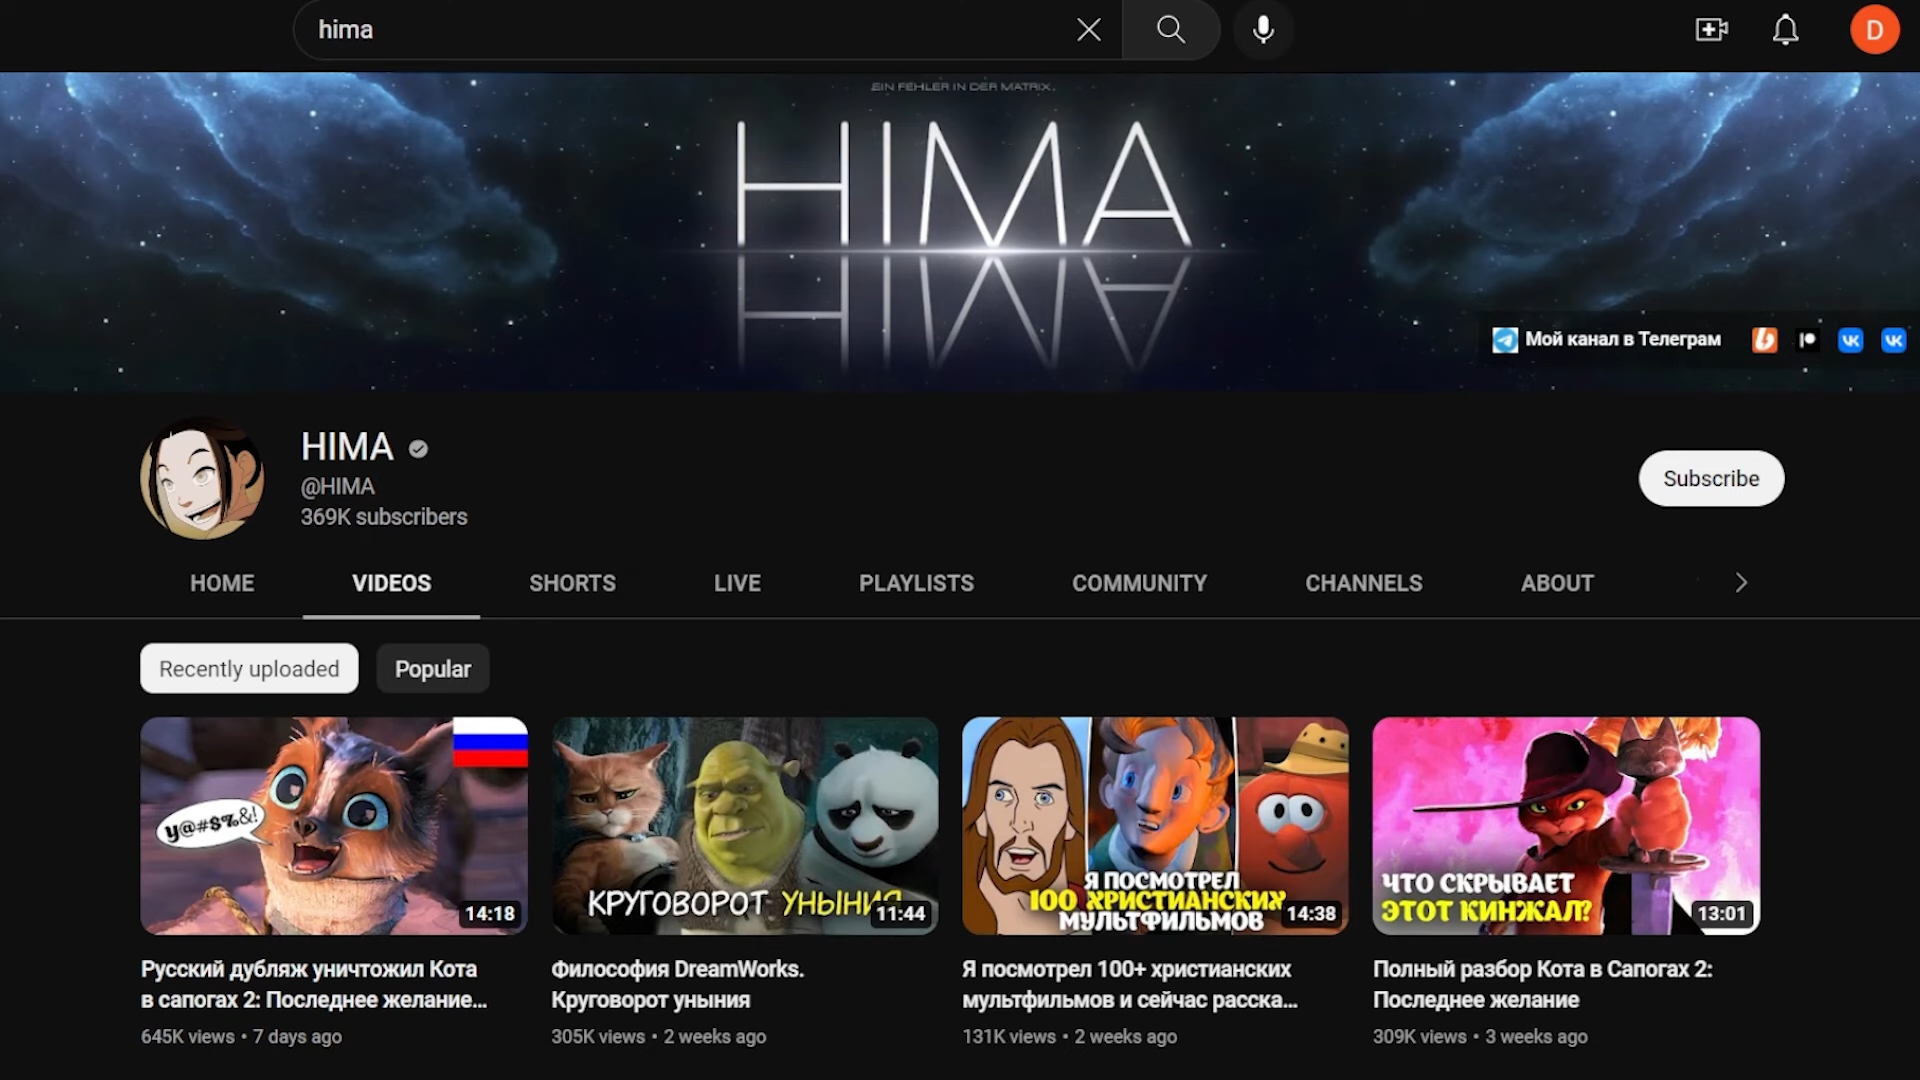 hima
D
EIN FEHLER IN DER MATRIX.
HIMA
Мой канал в Телеграм
HIMA
@HIMA
369K subscribers
Subscribe
HOME VIDEOS SHORTS LIVE PLAYLISTS COMMUNITY CHANNELS ABOUT
Recently uploaded Popular
У@#$%&!
14:18
КРУГОВОРОТ УНЫНИЯ
11:44
Я ПОСМОТРЕЛ
100 ХРИСТИАНСКИХ
МУЛЬТФИЛЬМОВ
14:38
ЧТО СКРЫВАЕТ
ЭТОТ КИНЖАЛ?
13:01
Русский дубляж уничтожил Кота
в сапогах 2: Последнее желание...
645K views • 7 days ago
Философия DreamWorks.
Круговорот уныния
305K views • 2 weeks ago
Я посмотрел 100+ христианских
мультфильмов и сейчас расска...
131K views • 2 weeks ago
Полный разбор Кота в Сапогах 2:
Последнее желание
309K views • 3 weeks ago